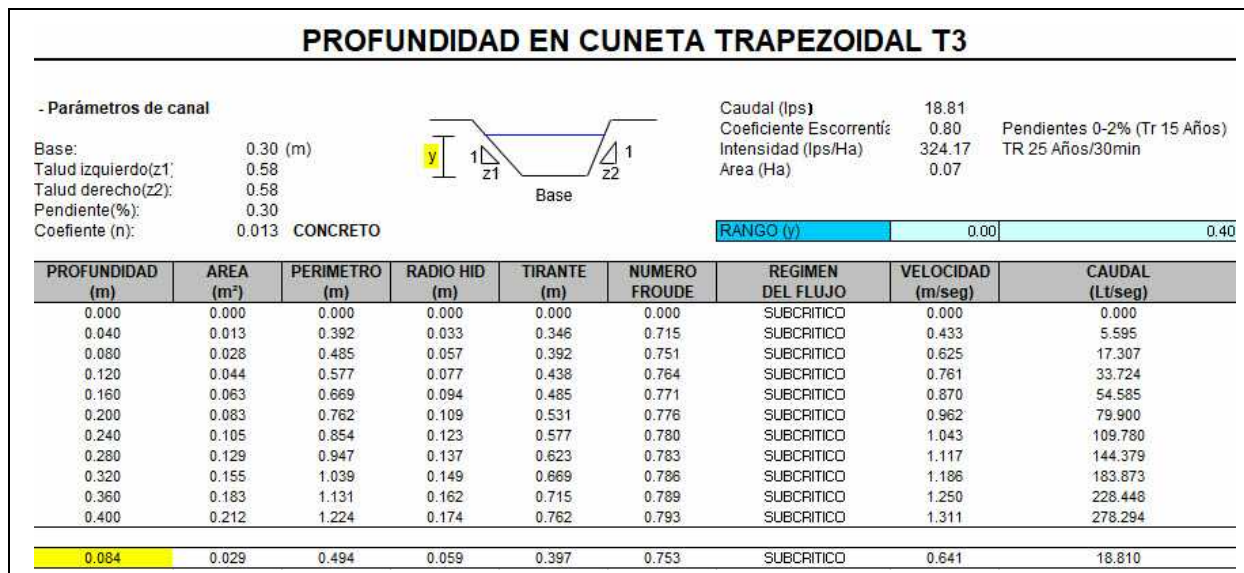 PROFUNDIDAD EN CUNETA TRAPEZOIDAL T3
- Parámetros de canal
Base: 0.30 (m)
Talud izquierdo(z1) 0.58
Talud derecho(z2): 0.58
Pendiente(%): 0.30
Coefiente (n): 0.013 CONCRETO
y 1 z1 Base z2 1
Caudal (lps) 18.81
Coeficiente Escorrentía 0.80 Pendientes 0-2% (Tr 15 Años)
Intensidad (lps/Ha) 324.17 TR 25 Años/30min
Area (Ha) 0.07
RANGO (y) 0.00 0.40
PROFUNDIDAD AREA PERIMETRO RADIO HID TIRANTE NUMERO REGIMEN VELOCIDAD CAUDAL
(m) (m²) (m) (m) (m) FROUDE DEL FLUJO (m/seg) (Lt/seg)
0.000 0.000 0.000 0.000 0.000 0.000 SUBCRITICO 0.000 0.000
0.040 0.013 0.392 0.033 0.346 0.715 SUBCRITICO 0.433 5.595
0.080 0.028 0.485 0.057 0.392 0.751 SUBCRITICO 0.625 17.307
0.120 0.044 0.577 0.077 0.438 0.764 SUBCRITICO 0.761 33.724
0.160 0.063 0.669 0.094 0.485 0.771 SUBCRITICO 0.870 54.585
0.200 0.083 0.762 0.109 0.531 0.776 SUBCRITICO 0.962 79.900
0.240 0.105 0.854 0.123 0.577 0.780 SUBCRITICO 1.043 109.780
0.280 0.129 0.947 0.137 0.623 0.783 SUBCRITICO 1.117 144.379
0.320 0.155 1.039 0.149 0.669 0.786 SUBCRITICO 1.186 183.873
0.360 0.183 1.131 0.162 0.715 0.789 SUBCRITICO 1.250 228.448
0.400 0.212 1.224 0.174 0.762 0.793 SUBCRITICO 1.311 278.294
0.084 0.029 0.494 0.059 0.397 0.753 SUBCRITICO 0.641 18.810